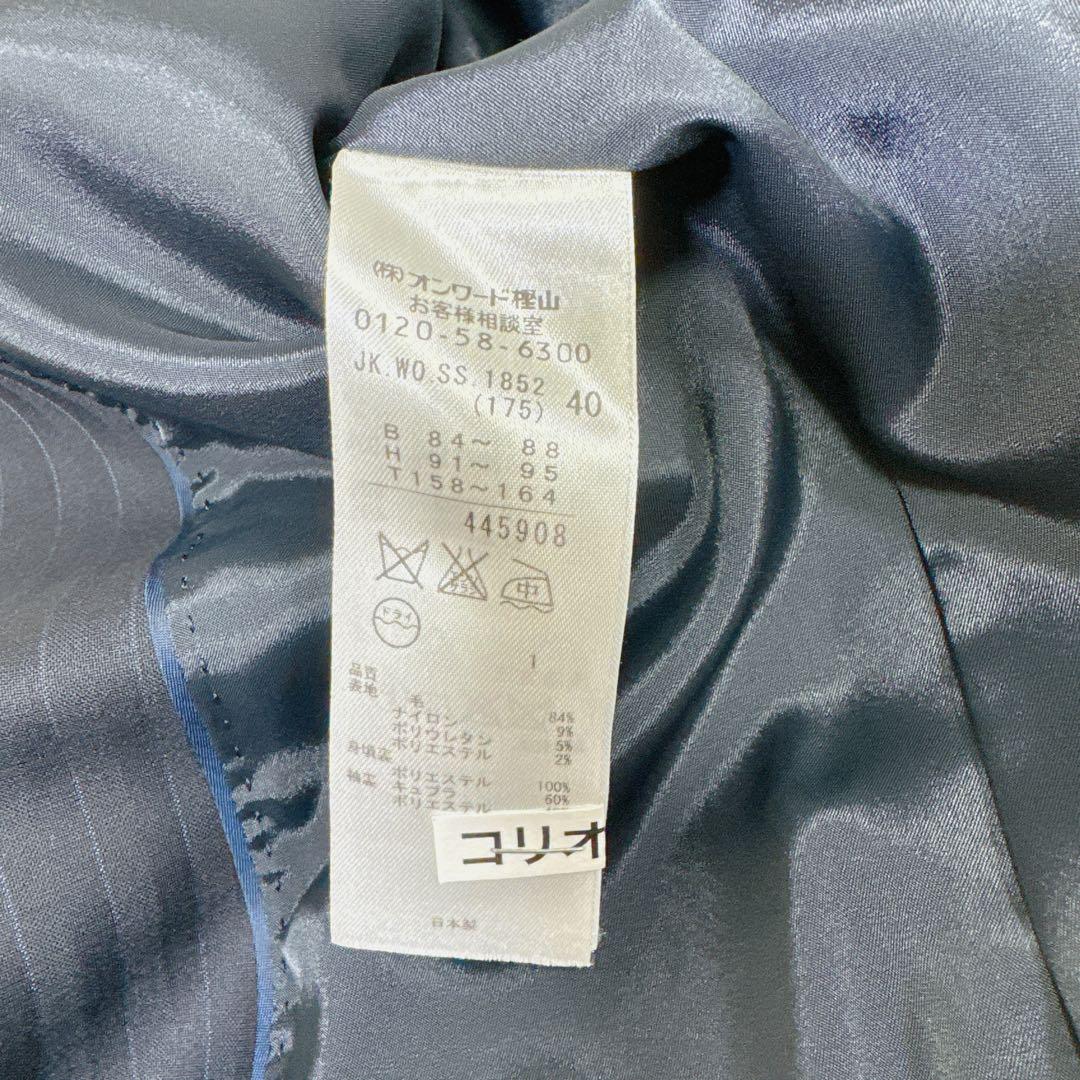 (株)オンワード樫山
お客様相談室
0120-58-6300
JK.WO.SS.1852 40
(175)
B 84～ 88
H 91～ 95
T158～164
445908
中
ドライ
1
品質
表地 毛 84%
ナイロン 9%
ポリウレタン 5%
ポリエステル 2%
身頃裏 ポリエステル 100%
袖裏 キュプラ 60%
ポリエステル
コリオ
日本製